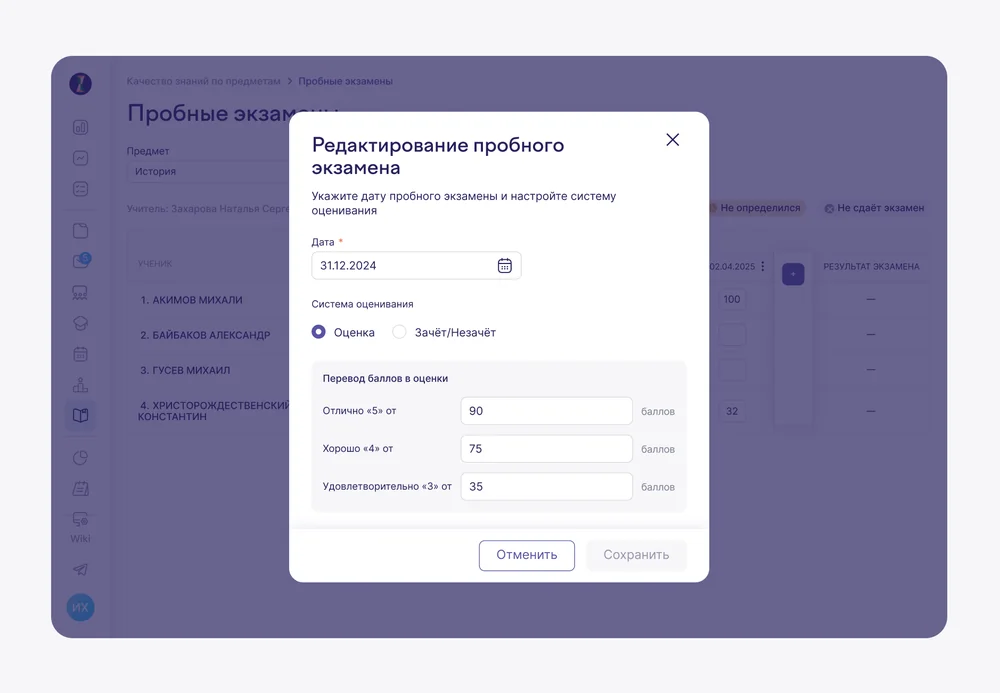 Качество знаний по предметам > Пробные экзамены
Пробные экзамены
Предмет
История
Учитель: Захарова Наталья Серге
Не определился
Не сдаёт экзамен
УЧЕНИК
02.04.2025
+
РЕЗУЛЬТАТ ЭКЗАМЕНА
1. АКИМОВ МИХАЛИ
100
—
2. БАЙБАКОВ АЛЕКСАНДР
—
3. ГУСЕВ МИХАИЛ
—
4. ХРИСТОРОЖДЕСТВЕНСКИЙ
КОНСТАНТИН
32
—
5
Wiki
ИХ
Редактирование пробного
экзамена
Укажите дату пробного экзамены и настройте систему
оценивания
Дата *
31.12.2024
Система оценивания
Оценка
Зачёт/Незачёт
Перевод баллов в оценки
Отлично «5» от
90
баллов
Хорошо «4» от
75
баллов
Удовлетворительно «3» от
35
баллов
Отменить
Сохранить